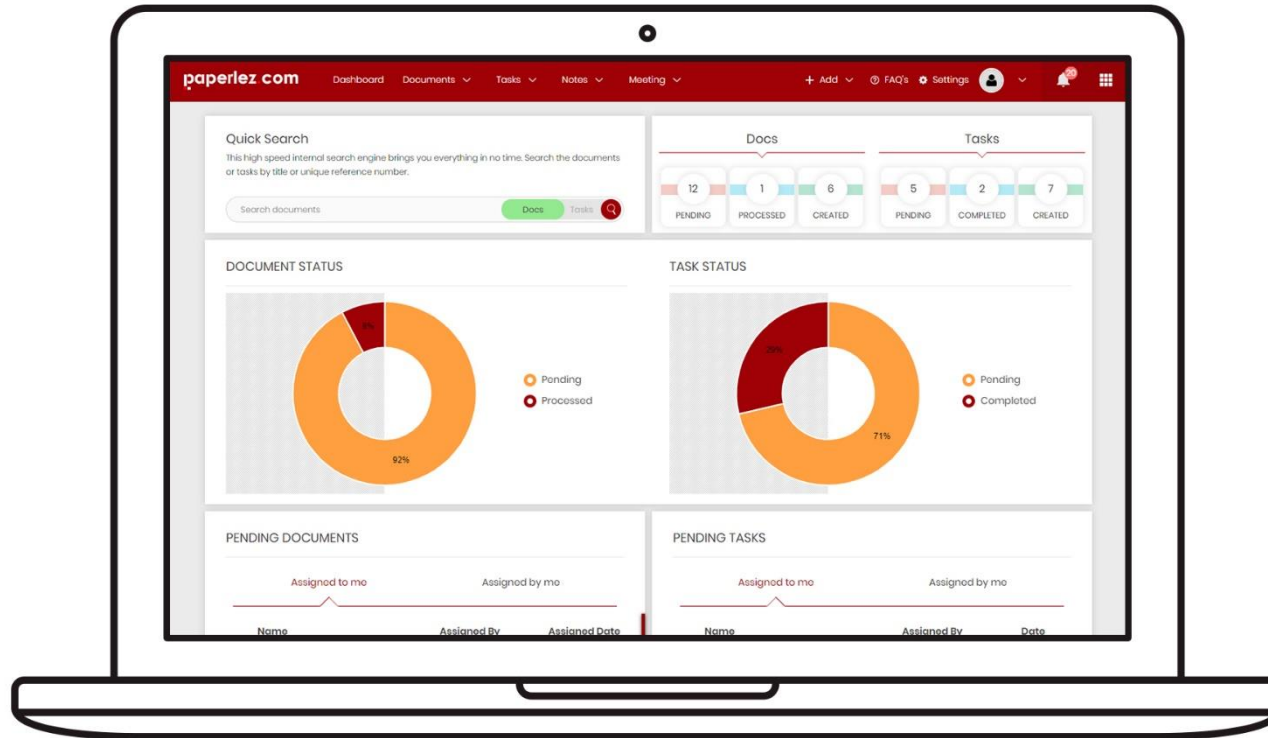 paperlez com
Dashboard Documents Tasks Notes Meeting + Add FAQ's Settings 20
Quick Search
This high speed internal search engine brings you everything in no time. Search the documents
or tasks by title or unique reference number.
Search documents Docs Tasks
Docs Tasks
12 1 6 5 2 7
PENDING PROCESSED CREATED PENDING COMPLETED CREATED
DOCUMENT STATUS
8%
92%
Pending
Processed
TASK STATUS
29%
71%
Pending
Completed
PENDING DOCUMENTS
Assigned to me Assigned by me
Name Assigned By Assigned Date
PENDING TASKS
Assigned to me Assigned by me
Name Assigned By Date